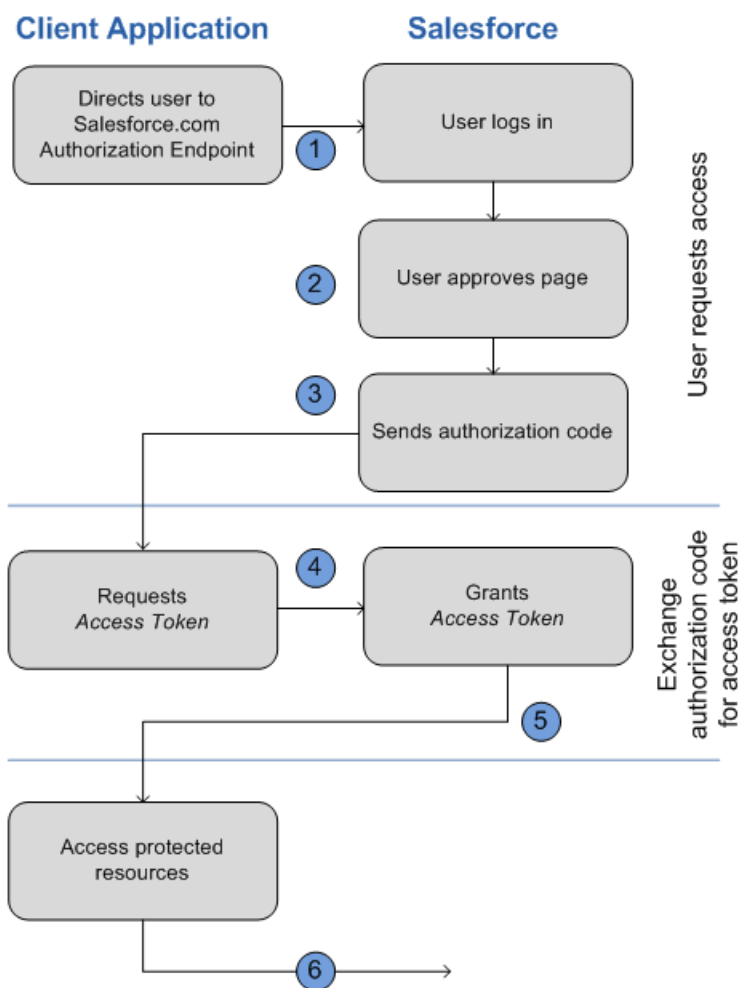 Client Application
Salesforce
Directs user to
Salesforce.com
Authorization Endpoint
1
User logs in
2
User approves page
3
Sends authorization code
User requests access
Requests
Access Token
4
Grants
Access Token
5
Exchange
authorization code
for access token
Access protected
resources
6